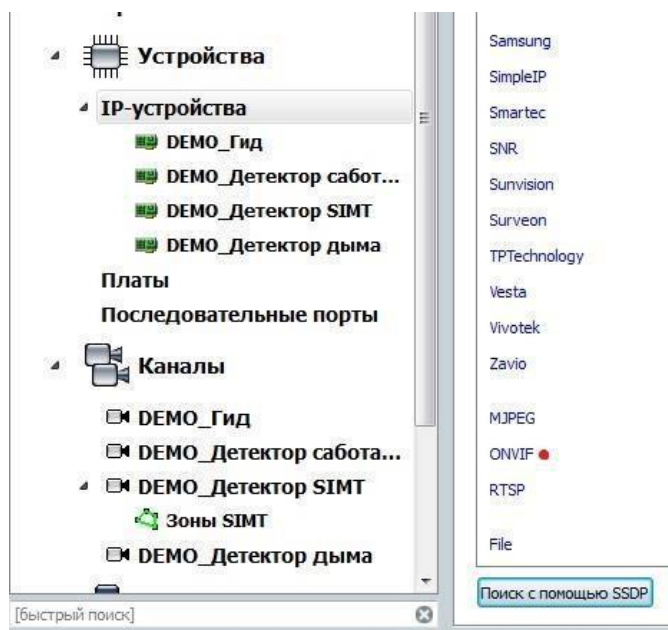 Устройства
IP-устройства
DEMO_Гид
DEMO_Детектор сабот...
DEMO_Детектор SIMT
DEMO_Детектор дыма
Платы
Последовательные порты
Каналы
DEMO_Гид
DEMO_Детектор сабота...
DEMO_Детектор SIMT
Зоны SIMT
DEMO_Детектор дыма
[быстрый поиск]
Samsung
SimpleIP
Smartec
SNR
Sunvision
Surveon
TPTechnology
Vesta
Vivotek
Zavio
MJPEG
ONVIF
RTSP
File
Поиск с помощью SSDP